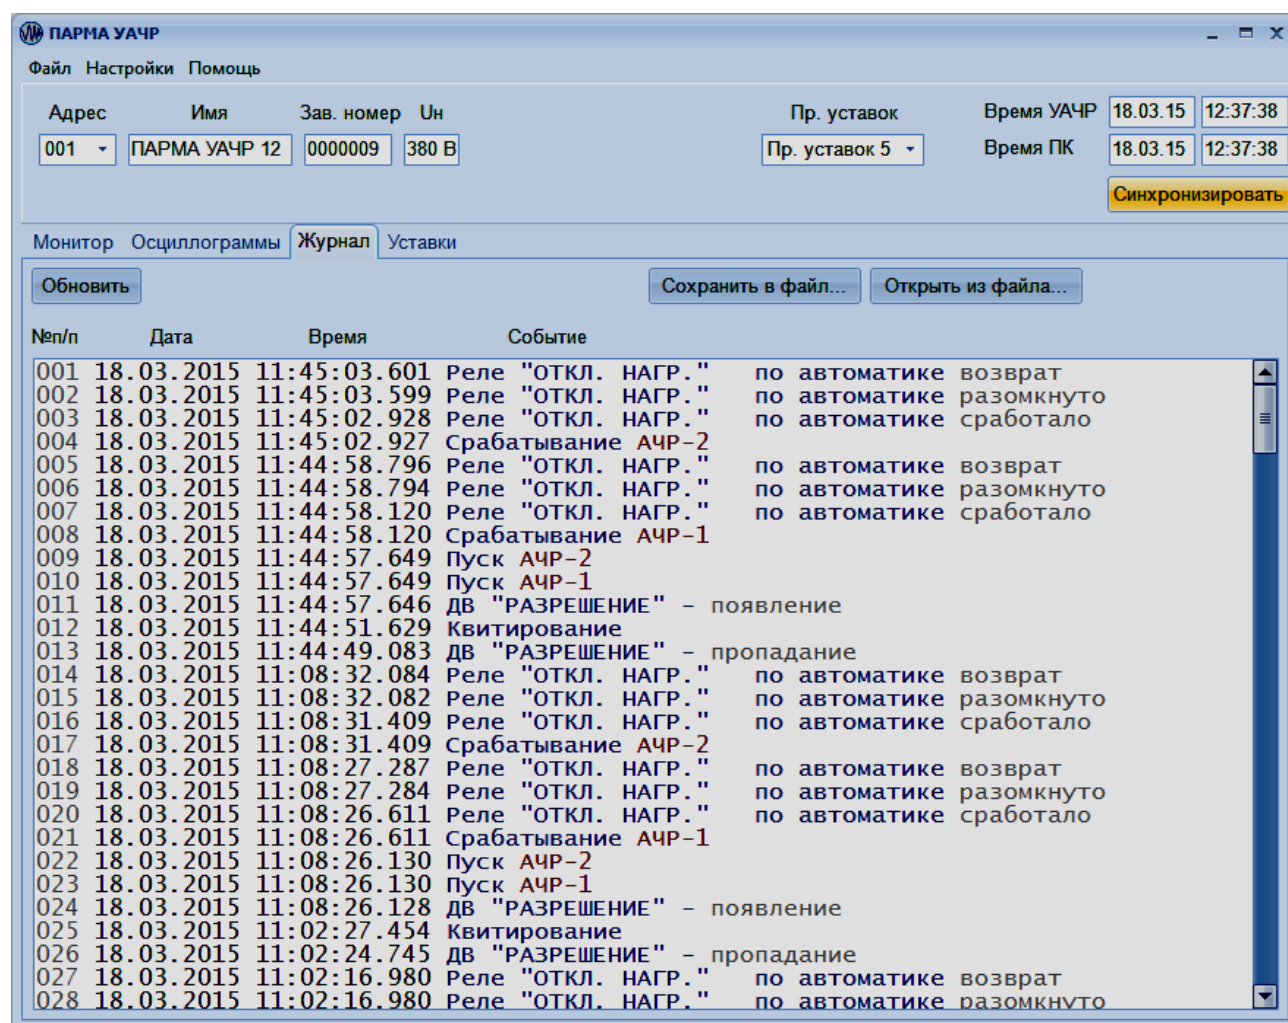 ПАРМА УАЧР
Файл Настройки Помощь
Адрес Имя Зав. номер Uн Пр. уставок Время УАЧР 18.03.15 12:37:38
001 ПАРМА УАЧР 12 0000009 380 В Пр. уставок 5 Время ПК 18.03.15 12:37:38
Синхронизировать
Монитор Осциллограммы Журнал Уставки
Обновить Сохранить в файл... Открыть из файла...
№п/п Дата Время Событие
001 18.03.2015 11:45:03.601 Реле "ОТКЛ. НАГР." по автоматике возврат
002 18.03.2015 11:45:03.599 Реле "ОТКЛ. НАГР." по автоматике разомкнуто
003 18.03.2015 11:45:02.928 Реле "ОТКЛ. НАГР." по автоматике сработало
004 18.03.2015 11:45:02.927 Срабатывание АЧР-2
005 18.03.2015 11:44:58.796 Реле "ОТКЛ. НАГР." по автоматике возврат
006 18.03.2015 11:44:58.794 Реле "ОТКЛ. НАГР." по автоматике разомкнуто
007 18.03.2015 11:44:58.120 Реле "ОТКЛ. НАГР." по автоматике сработало
008 18.03.2015 11:44:58.120 Срабатывание АЧР-1
009 18.03.2015 11:44:57.649 Пуск АЧР-2
010 18.03.2015 11:44:57.649 Пуск АЧР-1
011 18.03.2015 11:44:57.646 ДВ "РАЗРЕШЕНИЕ" - появление
012 18.03.2015 11:44:51.629 Квитирование
013 18.03.2015 11:44:49.083 ДВ "РАЗРЕШЕНИЕ" - пропадание
014 18.03.2015 11:08:32.084 Реле "ОТКЛ. НАГР." по автоматике возврат
015 18.03.2015 11:08:32.082 Реле "ОТКЛ. НАГР." по автоматике разомкнуто
016 18.03.2015 11:08:31.409 Реле "ОТКЛ. НАГР." по автоматике сработало
017 18.03.2015 11:08:31.409 Срабатывание АЧР-2
018 18.03.2015 11:08:27.287 Реле "ОТКЛ. НАГР." по автоматике возврат
019 18.03.2015 11:08:27.284 Реле "ОТКЛ. НАГР." по автоматике разомкнуто
020 18.03.2015 11:08:26.611 Реле "ОТКЛ. НАГР." по автоматике сработало
021 18.03.2015 11:08:26.611 Срабатывание АЧР-1
022 18.03.2015 11:08:26.130 Пуск АЧР-2
023 18.03.2015 11:08:26.130 Пуск АЧР-1
024 18.03.2015 11:08:26.128 ДВ "РАЗРЕШЕНИЕ" - появление
025 18.03.2015 11:02:27.454 Квитирование
026 18.03.2015 11:02:24.745 ДВ "РАЗРЕШЕНИЕ" - пропадание
027 18.03.2015 11:02:16.980 Реле "ОТКЛ. НАГР." по автоматике возврат
028 18.03.2015 11:02:16.980 Реле "ОТКЛ. НАГР." по автоматике разомкнуто